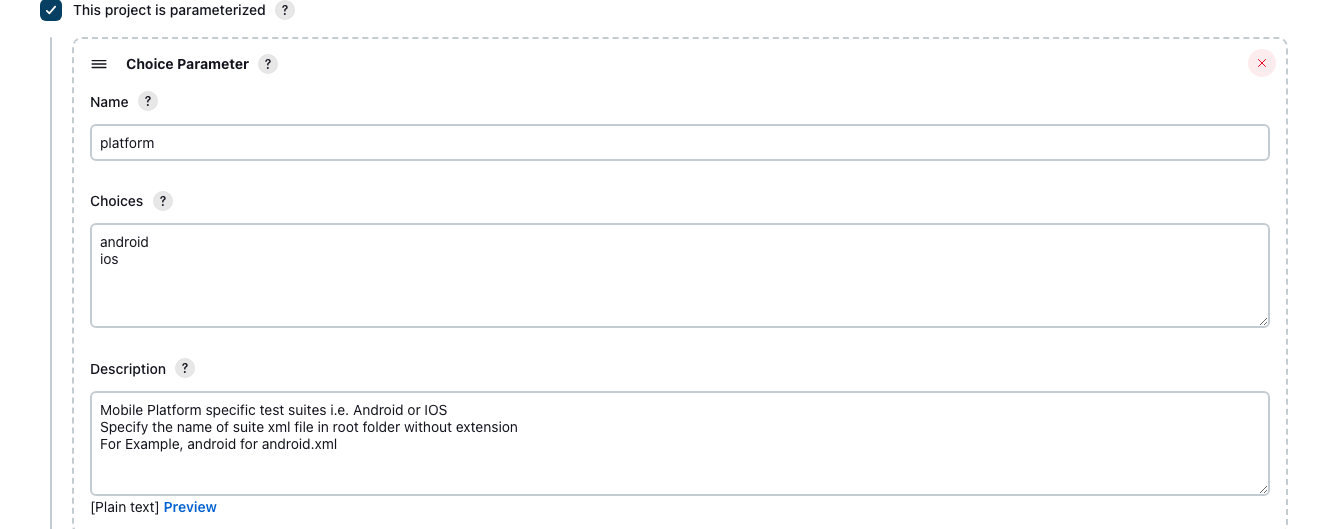 This project is parameterized ?
Choice Parameter ?
Name ?
platform
Choices ?
android
ios
Description ?
Mobile Platform specific test suites i.e. Android or IOS
Specify the name of suite xml file in root folder without extension
For Example, android for android.xml
[Plain text] Preview